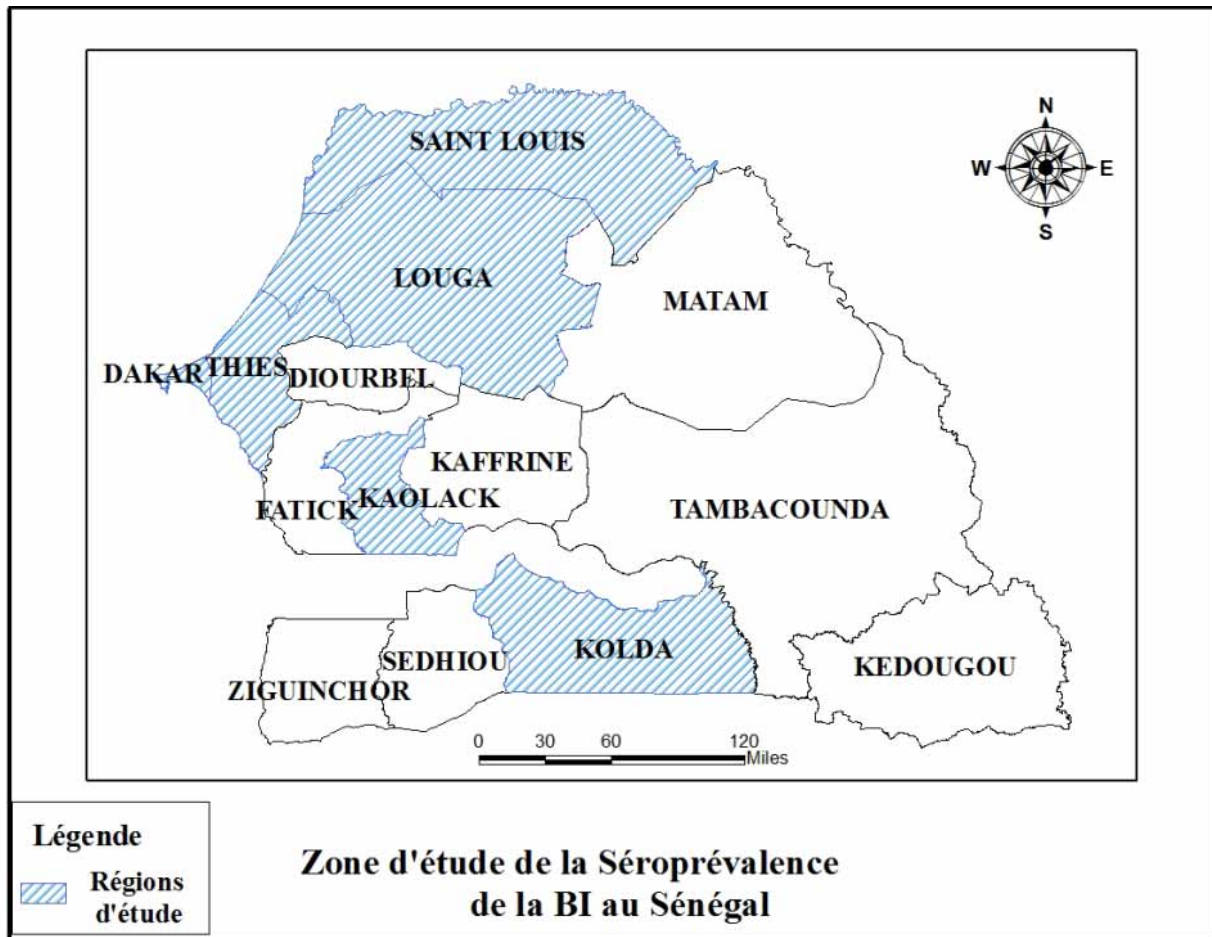 N
W E
S
SAINT LOUIS
LOUGA
MATAM
DAKAR THIES
DIOURBEL
KAFFRINE
FATICK KAOLACK
TAMBACOUNDA
KOLDA
SEDHIOU
KEDOUGOU
ZIGUINCHOR
0 30 60 120
Miles
Légende
Régions
d'étude
Zone d'étude de la Séroprévalence
de la BI au Sénégal